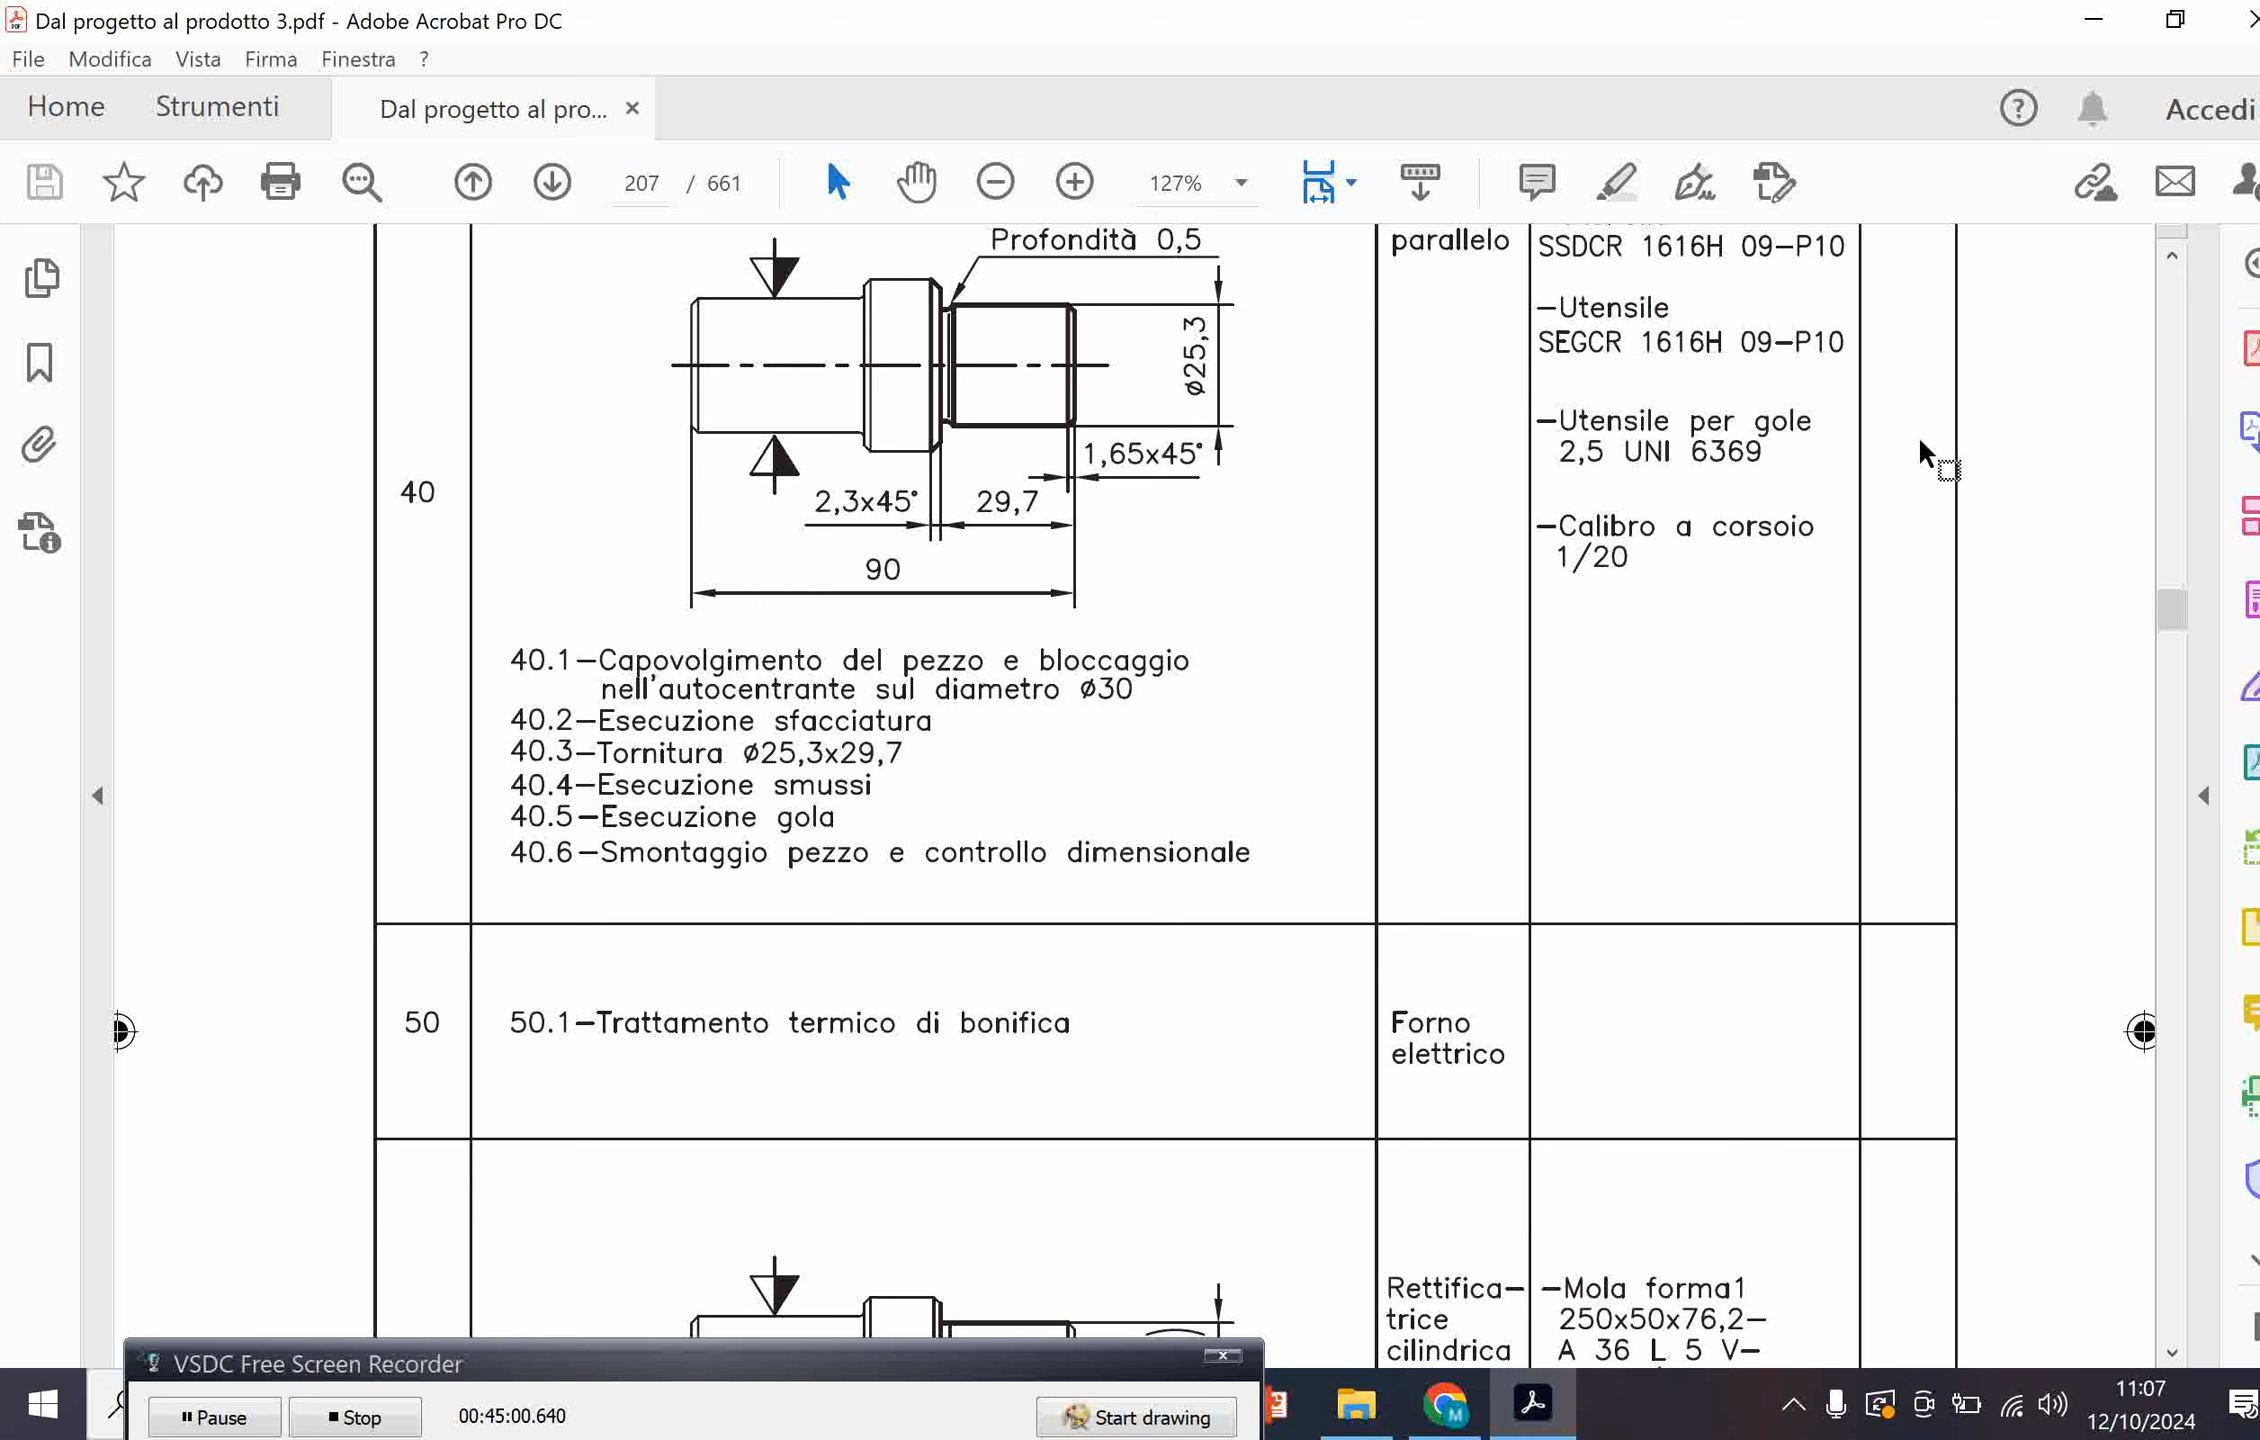 Dal progetto al prodotto 3.pdf - Adobe Acrobat Pro DC
File Modifica Vista Firma Finestra ?
Home Strumenti Dal progetto al pro... ×
Accedi
207 / 661 127%
Profondità 0,5
ø25,3
1,65x45°
2,3x45° 29,7
90
40
40.1-Capovolgimento del pezzo e bloccaggio
nell'autocentrante sul diametro ø30
40.2-Esecuzione sfacciatura
40.3-Tornitura ø25,3x29,7
40.4-Esecuzione smussi
40.5-Esecuzione gola
40.6-Smontaggio pezzo e controllo dimensionale
parallelo
SSDCR 1616H 09-P10
-Utensile
SEGCR 1616H 09-P10
-Utensile per gole
2,5 UNI 6369
-Calibro a corsoio
1/20
50 50.1-Trattamento termico di bonifica
Forno
elettrico
Rettifica-
trice
cilindrica
-Mola forma1
250x50x76,2-
A 36 L 5 V-
VSDC Free Screen Recorder
Pause Stop 00:45:00.640 Start drawing
11:07
12/10/2024